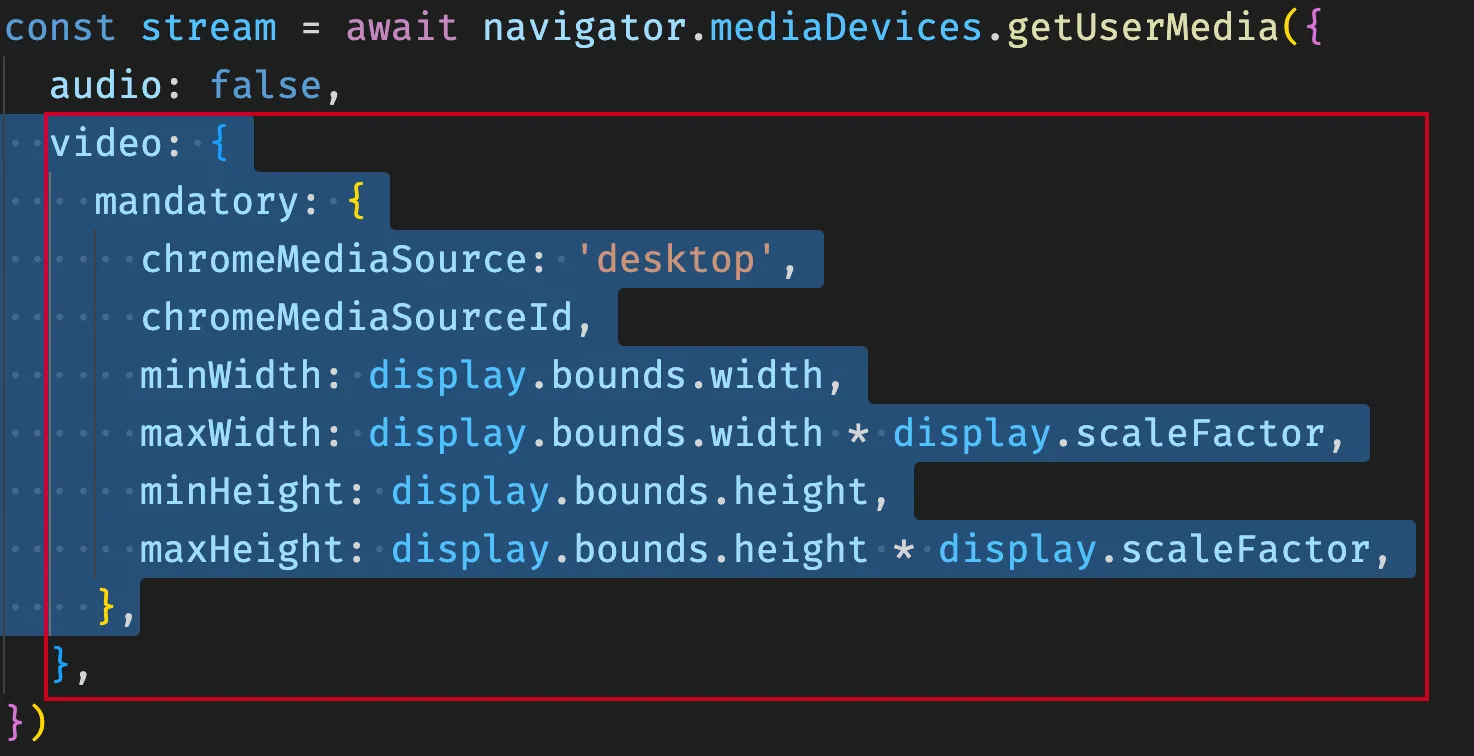 const stream = await navigator.mediaDevices.getUserMedia({
audio: false,
video: {
mandatory: {
chromeMediaSource: 'desktop',
chromeMediaSourceId,
minWidth: display.bounds.width,
maxWidth: display.bounds.width * display.scaleFactor,
minHeight: display.bounds.height,
maxHeight: display.bounds.height * display.scaleFactor,
},
},
})